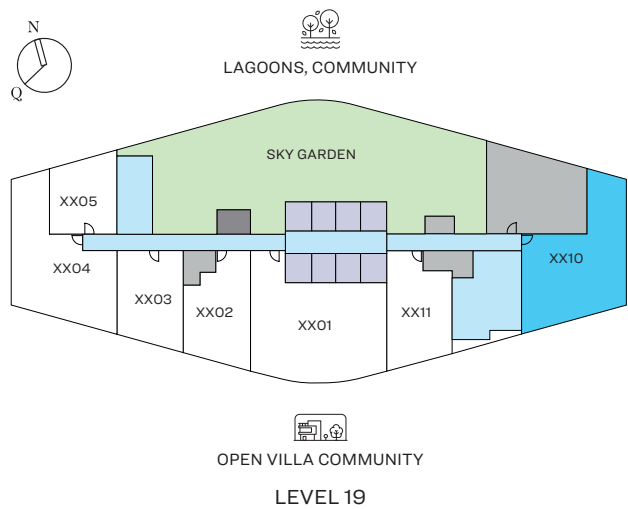 N
Q
LAGOONS, COMMUNITY
SKY GARDEN
XX05
XX04
XX10
XX03
XX02
XX01
XX11
OPEN VILLA COMMUNITY
LEVEL 19